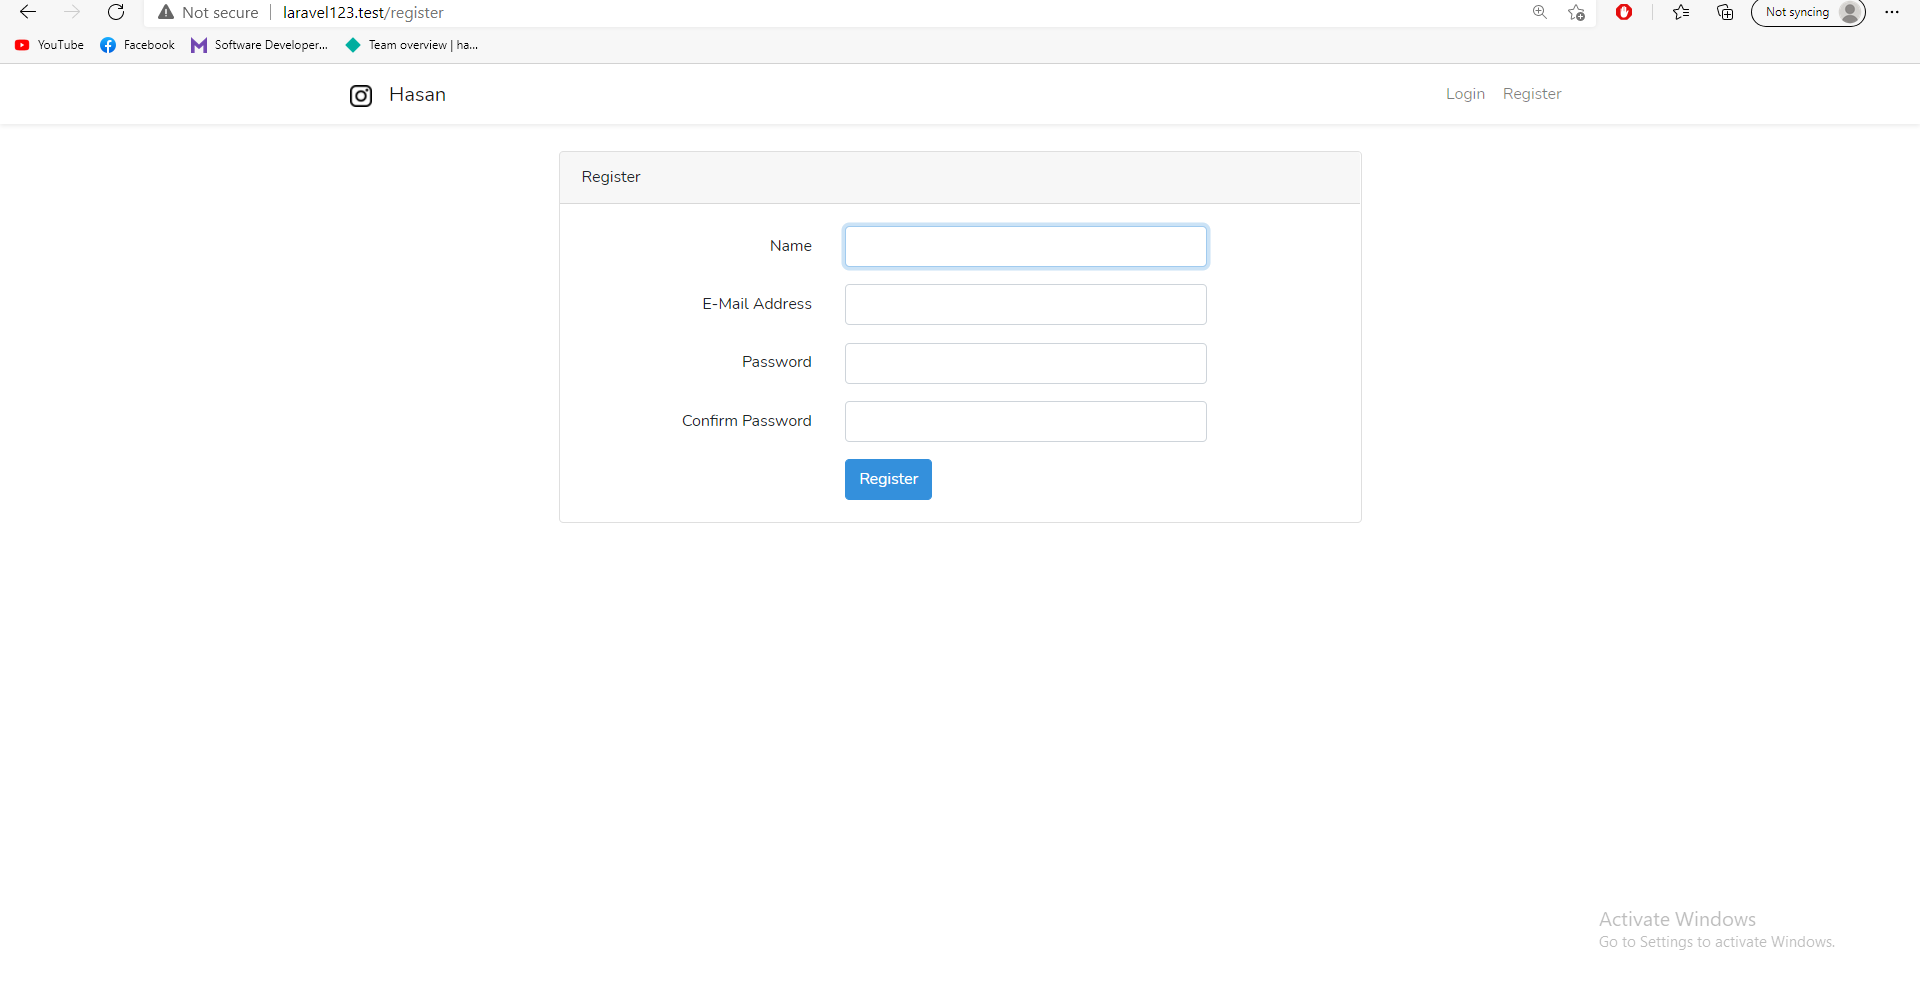 Not secure | laravel123.test/register
Not syncing
YouTube Facebook Software Developer... Team overview | ha...
Hasan
Login Register
Register
Name
E-Mail Address
Password
Confirm Password
Register
Activate Windows
Go to Settings to activate Windows.